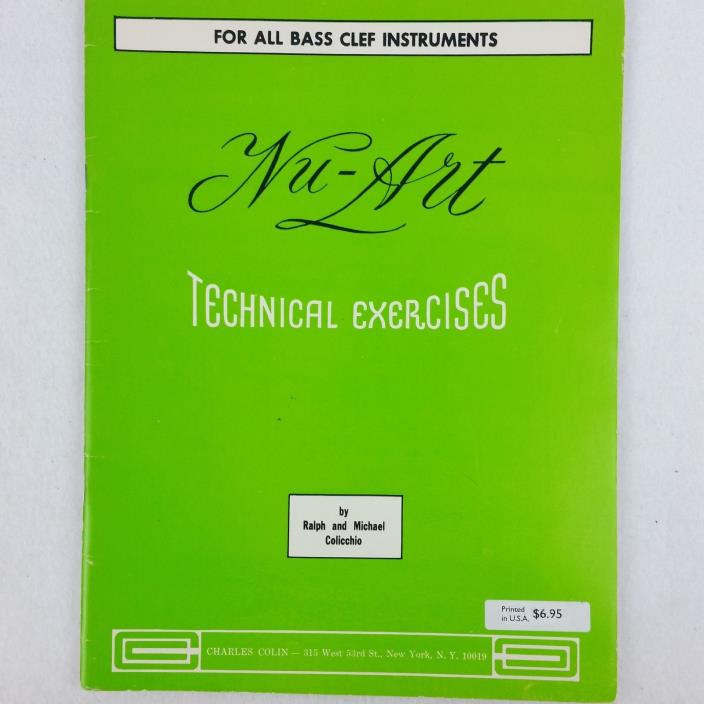 FOR ALL BASS CLEF INSTRUMENTS
Nu-Art
TECHNICAL EXERCISES
by
Ralph and Michael
Colicchio
Printed
in U.S.A. $6.95
CHARLES COLIN — 315 West 53rd St., New York, N. Y. 10019